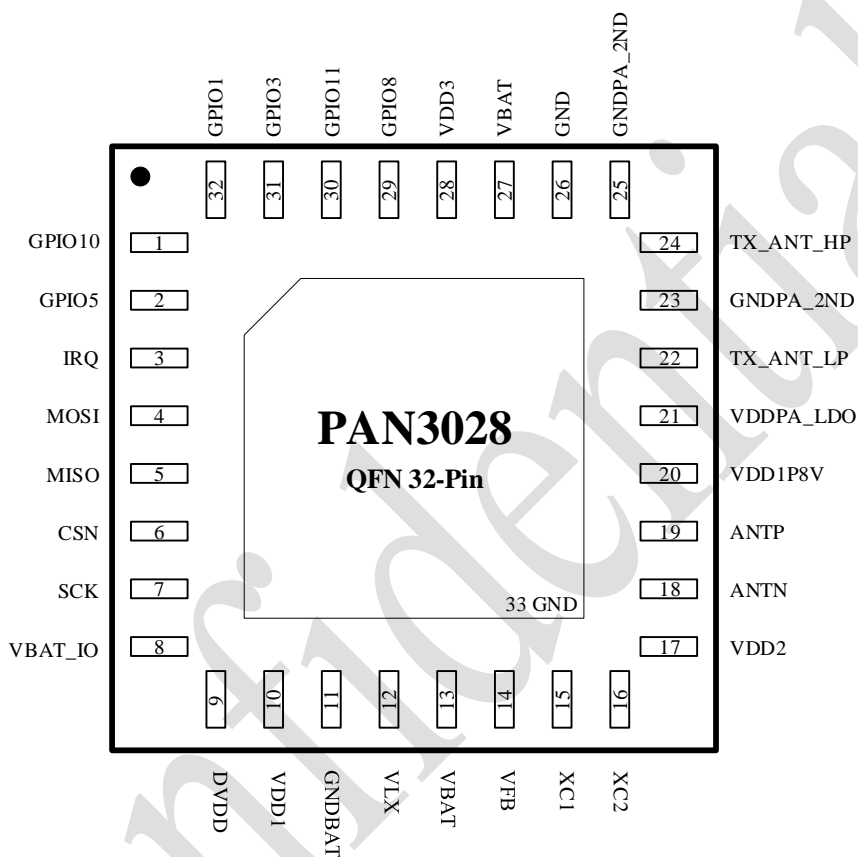 GPIO1
GPIO3
GPIO11
GPIO8
VDD3
VBAT
GND
GNDPA_2ND
32
31
30
29
28
27
26
25
GPIO10
1
GPIO5
2
IRQ
3
MOSI
4
MISO
5
CSN
6
SCK
7
VBAT_IO
8
PAN3028
QFN 32-Pin
33 GND
24
TX_ANT_HP
23
GNDPA_2ND
22
TX_ANT_LP
21
VDDPA_LDO
20
VDD1P8V
19
ANTP
18
ANTN
17
VDD2
9
10
11
12
13
14
15
16
DVDD
VDD1
GNDBAT
VLX
VBAT
VFB
XC1
XC2
nfidential